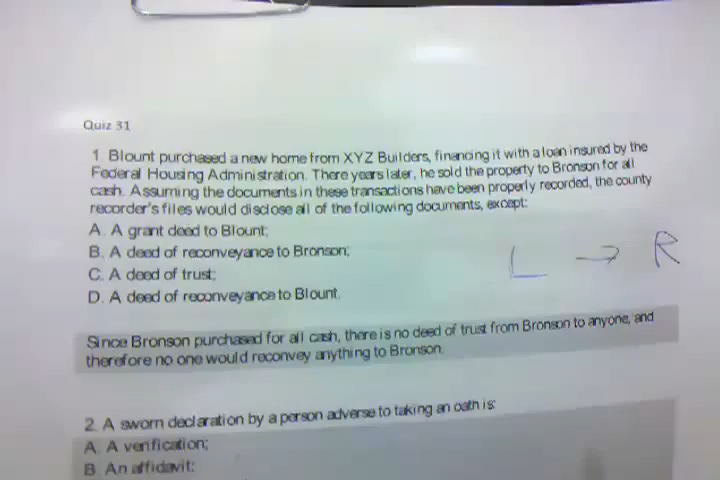 Quiz 31
1. Blount purchased a new home from XYZ Builders, financing it with a loan insured by the
Federal Housing Administration. There years later, he sold the property to Bronson for all
cash. Assuming the documents in these transactions have been properly recorded, the county
recorder's files would disclose all of the following documents, except:
A. A grant deed to Blount;
B. A deed of reconveyance to Bronson;
C. A deed of trust;
D. A deed of reconveyance to Blount.
L → R
Since Bronson purchased for all cash, there is no deed of trust from Bronson to anyone, and
therefore no one would reconvey anything to Bronson.
2. A sworn declaration by a person adverse to taking an oath is:
A. A verification;
B. An affidavit;